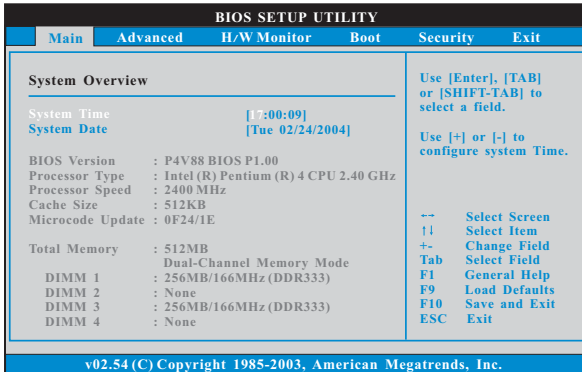 BIOS SETUP UTILITY
Main Advanced H/W Monitor Boot Security Exit
System Overview
System Time [17:00:09]
System Date [Tue 02/24/2004]
BIOS Version : P4V88 BIOS P1.00
Processor Type : Intel (R) Pentium (R) 4 CPU 2.40 GHz
Processor Speed : 2400 MHz
Cache Size : 512KB
Microcode Update : 0F24/1E
Total Memory : 512MB
Dual-Channel Memory Mode
DIMM 1 : 256MB/166MHz (DDR333)
DIMM 2 : None
DIMM 3 : 256MB/166MHz (DDR333)
DIMM 4 : None
Use [Enter], [TAB]
or [SHIFT-TAB] to
select a field.
Use [+] or [-] to
configure system Time.
←→ Select Screen
↑↓ Select Item
+- Change Field
Tab Select Field
F1 General Help
F9 Load Defaults
F10 Save and Exit
ESC Exit
v02.54 (C) Copyright 1985-2003, American Megatrends, Inc.